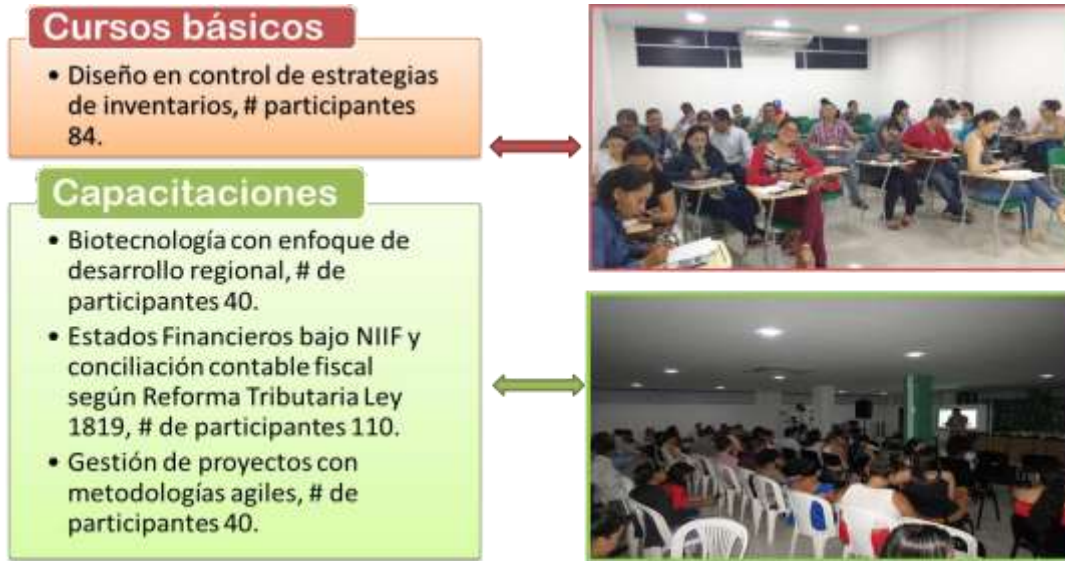 Cursos básicos
• Diseño en control de estrategias
de inventarios, # participantes
84.
Capacitaciones
• Biotecnología con enfoque de
desarrollo regional, # de
participantes 40.
• Estados Financieros bajo NIIF y
conciliación contable fiscal
según Reforma Tributaria Ley
1819, # de participantes 110.
• Gestión de proyectos con
metodologías agiles, # de
participantes 40.